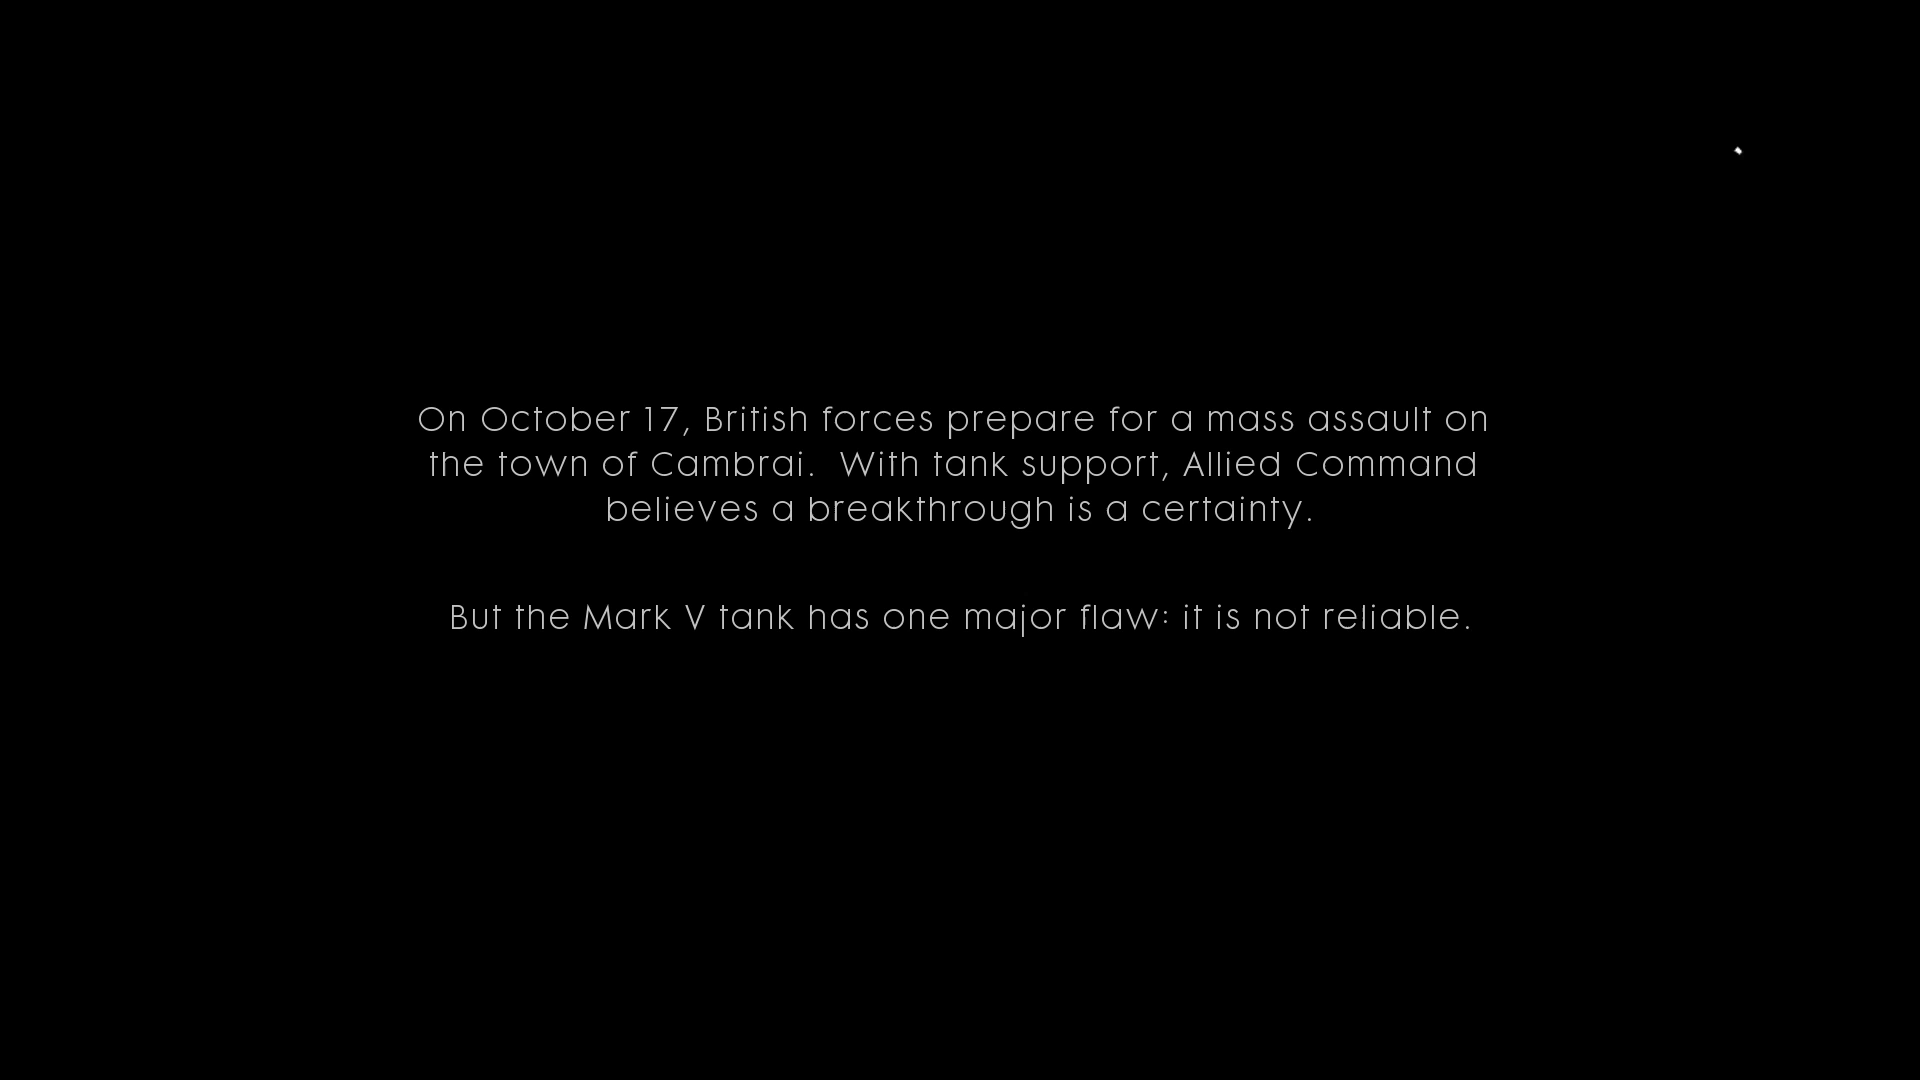 On October 17, British forces prepare for a mass assault on
the town of Cambrai.  With tank support, Allied Command
believes a breakthrough is a certainty.
But the Mark V tank has one major flaw: it is not reliable.